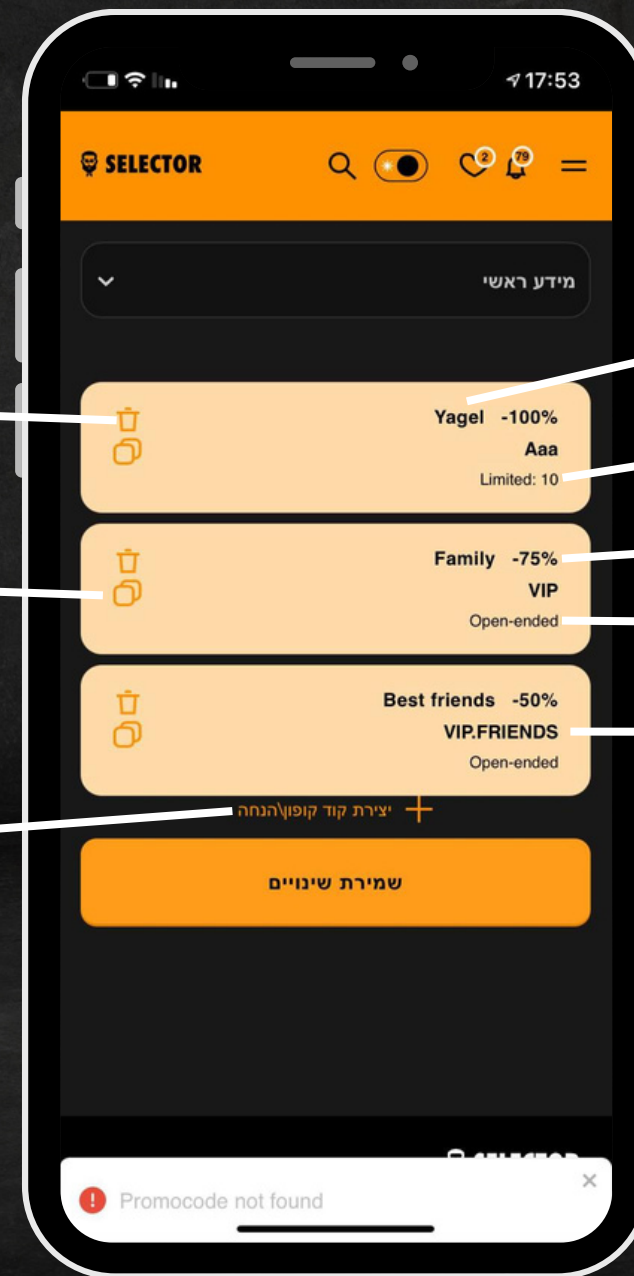 17:53
SELECTOR
2
79
מידע ראשי
Yagel -100%
Aaa
Limited: 10
Family -75%
VIP
Open-ended
Best friends -50%
VIP.FRIENDS
Open-ended
יצירת קוד קופון\הנחה
שמירת שינויים
Promocode not found